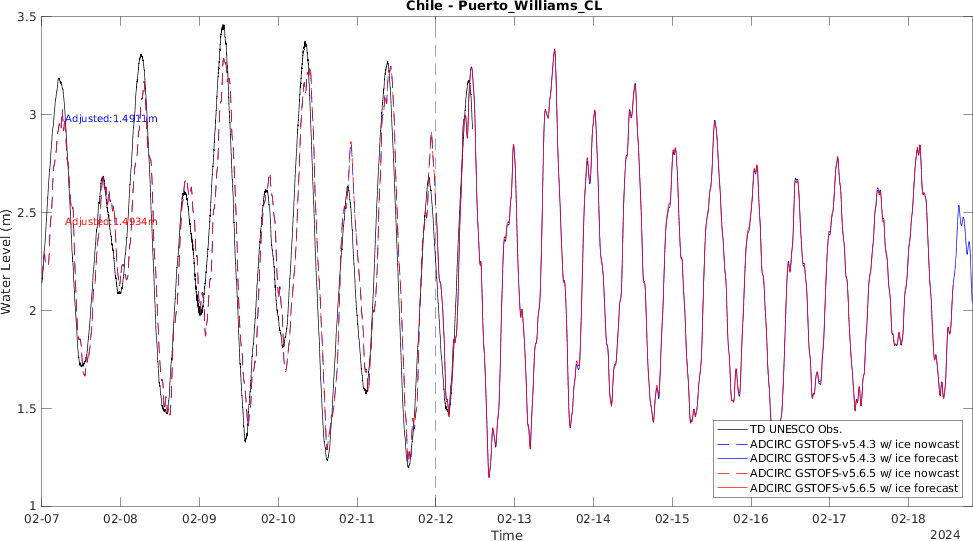 Chile - Puerto_Williams_CL
3.5
3
2.5
2
1.5
1
Water Level (m)
Adjusted:1.4911m
Adjusted:1.4934m
TD UNESCO Obs.
ADCIRC GSTOFS-v5.4.3 w/ ice nowcast
ADCIRC GSTOFS-v5.4.3 w/ ice forecast
ADCIRC GSTOFS-v5.6.5 w/ ice nowcast
ADCIRC GSTOFS-v5.6.5 w/ ice forecast
02-07 02-08 02-09 02-10 02-11 02-12 02-13 02-14 02-15 02-16 02-17 02-18
Time
2024